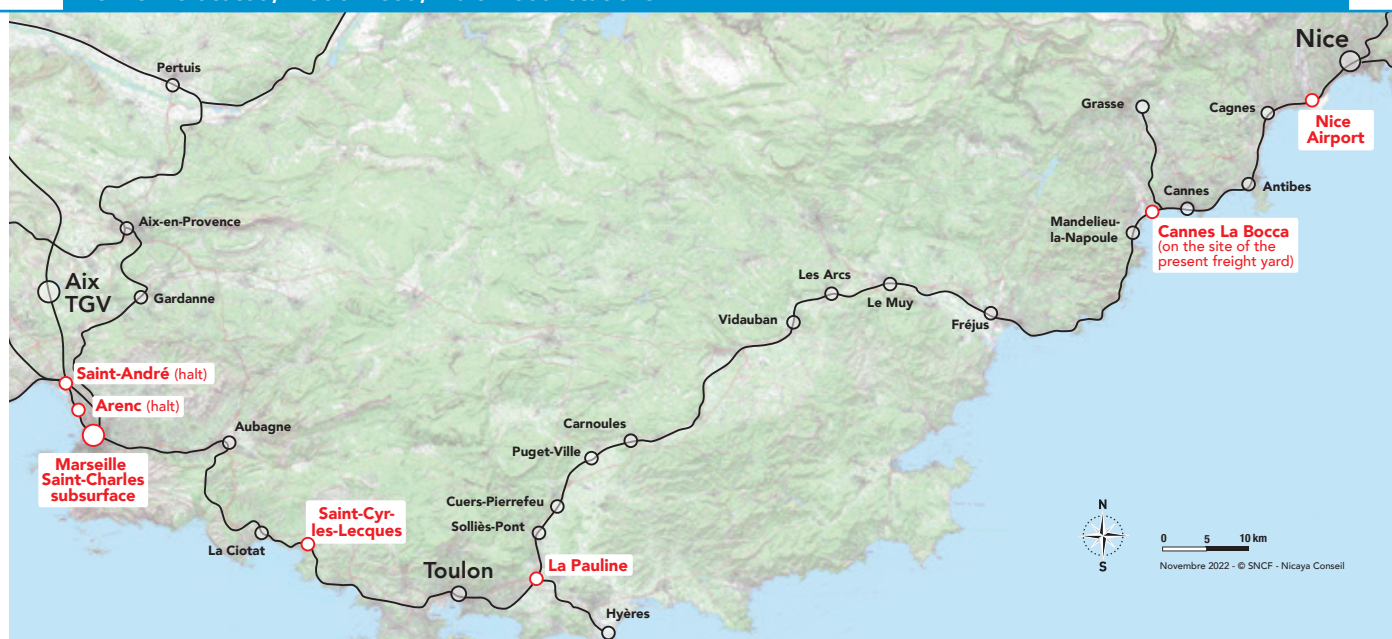 Nice
Pertuis
Grasse
Cagnes
Nice
Airport
Antibes
Cannes
Aix-en-Provence
Mandelieu-
la-Napoule
Cannes La Bocca
(on the site of the
present freight yard)
Aix
TGV
Les Arcs
Gardanne
Le Muy
Vidauban
Fréjus
Saint-André (halt)
Arenc (halt)
Aubagne
Carnoules
Puget-Ville
Marseille
Saint-Charles
subsurface
Cuers-Pierrefeu
Saint-Cyr-
les-Lecques
Solliès-Pont
N
S
0 5 10 km
Novembre 2022 - © SNCF - Nicaya Conseil
La Ciotat
La Pauline
Toulon
Hyères